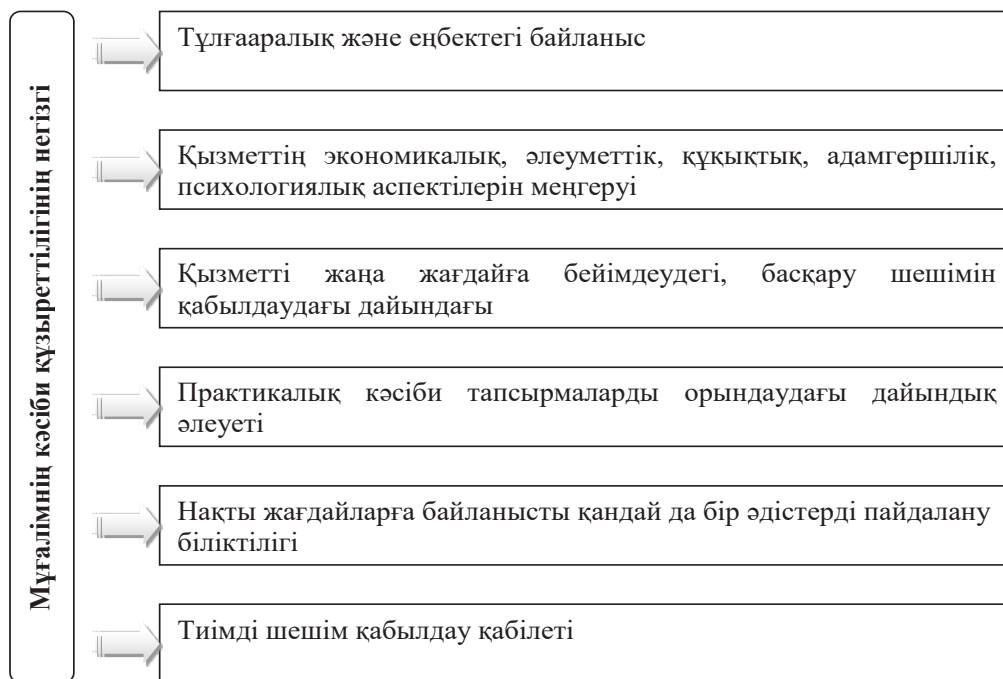 Мұғалімнің кәсіби құзыреттілігінің негізгі
Тұлғааралық және еңбектегі байланыс
Қызметтің экономикалық, әлеуметтік, құқықтық, адамгершілік,
психологиялық аспектілерін меңгеруі
Қызметті жаңа жағдайға бейімдеудегі, басқару шешімін
қабылдаудағы дайындағы
Практикалық кәсіби тапсырмаларды орындаудағы дайындық
әлеуеті
Нақты жағдайларға байланысты қандай да бір әдістерді пайдалану
біліктілігі
Тиімді шешім қабылдау қабілеті